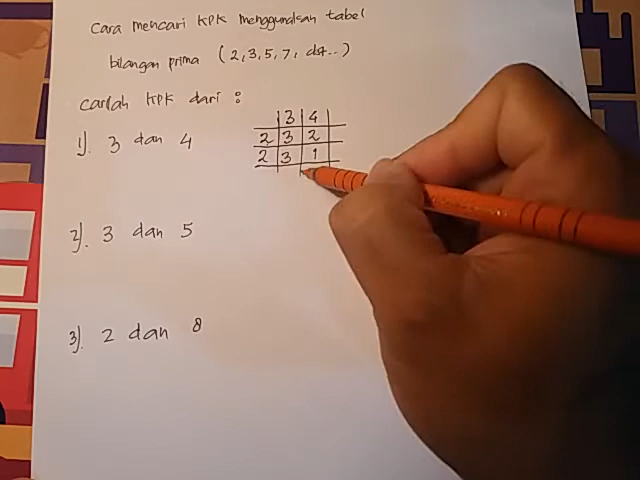 Cara mencari KPK menggunakan tabel
bilangan prima (2,3,5,7, dst..)
Carilah KPK dari :
1). 3 dan 4
3 4
2 3 2
2 3 1
2). 3 dan 5
3). 2 dan 8